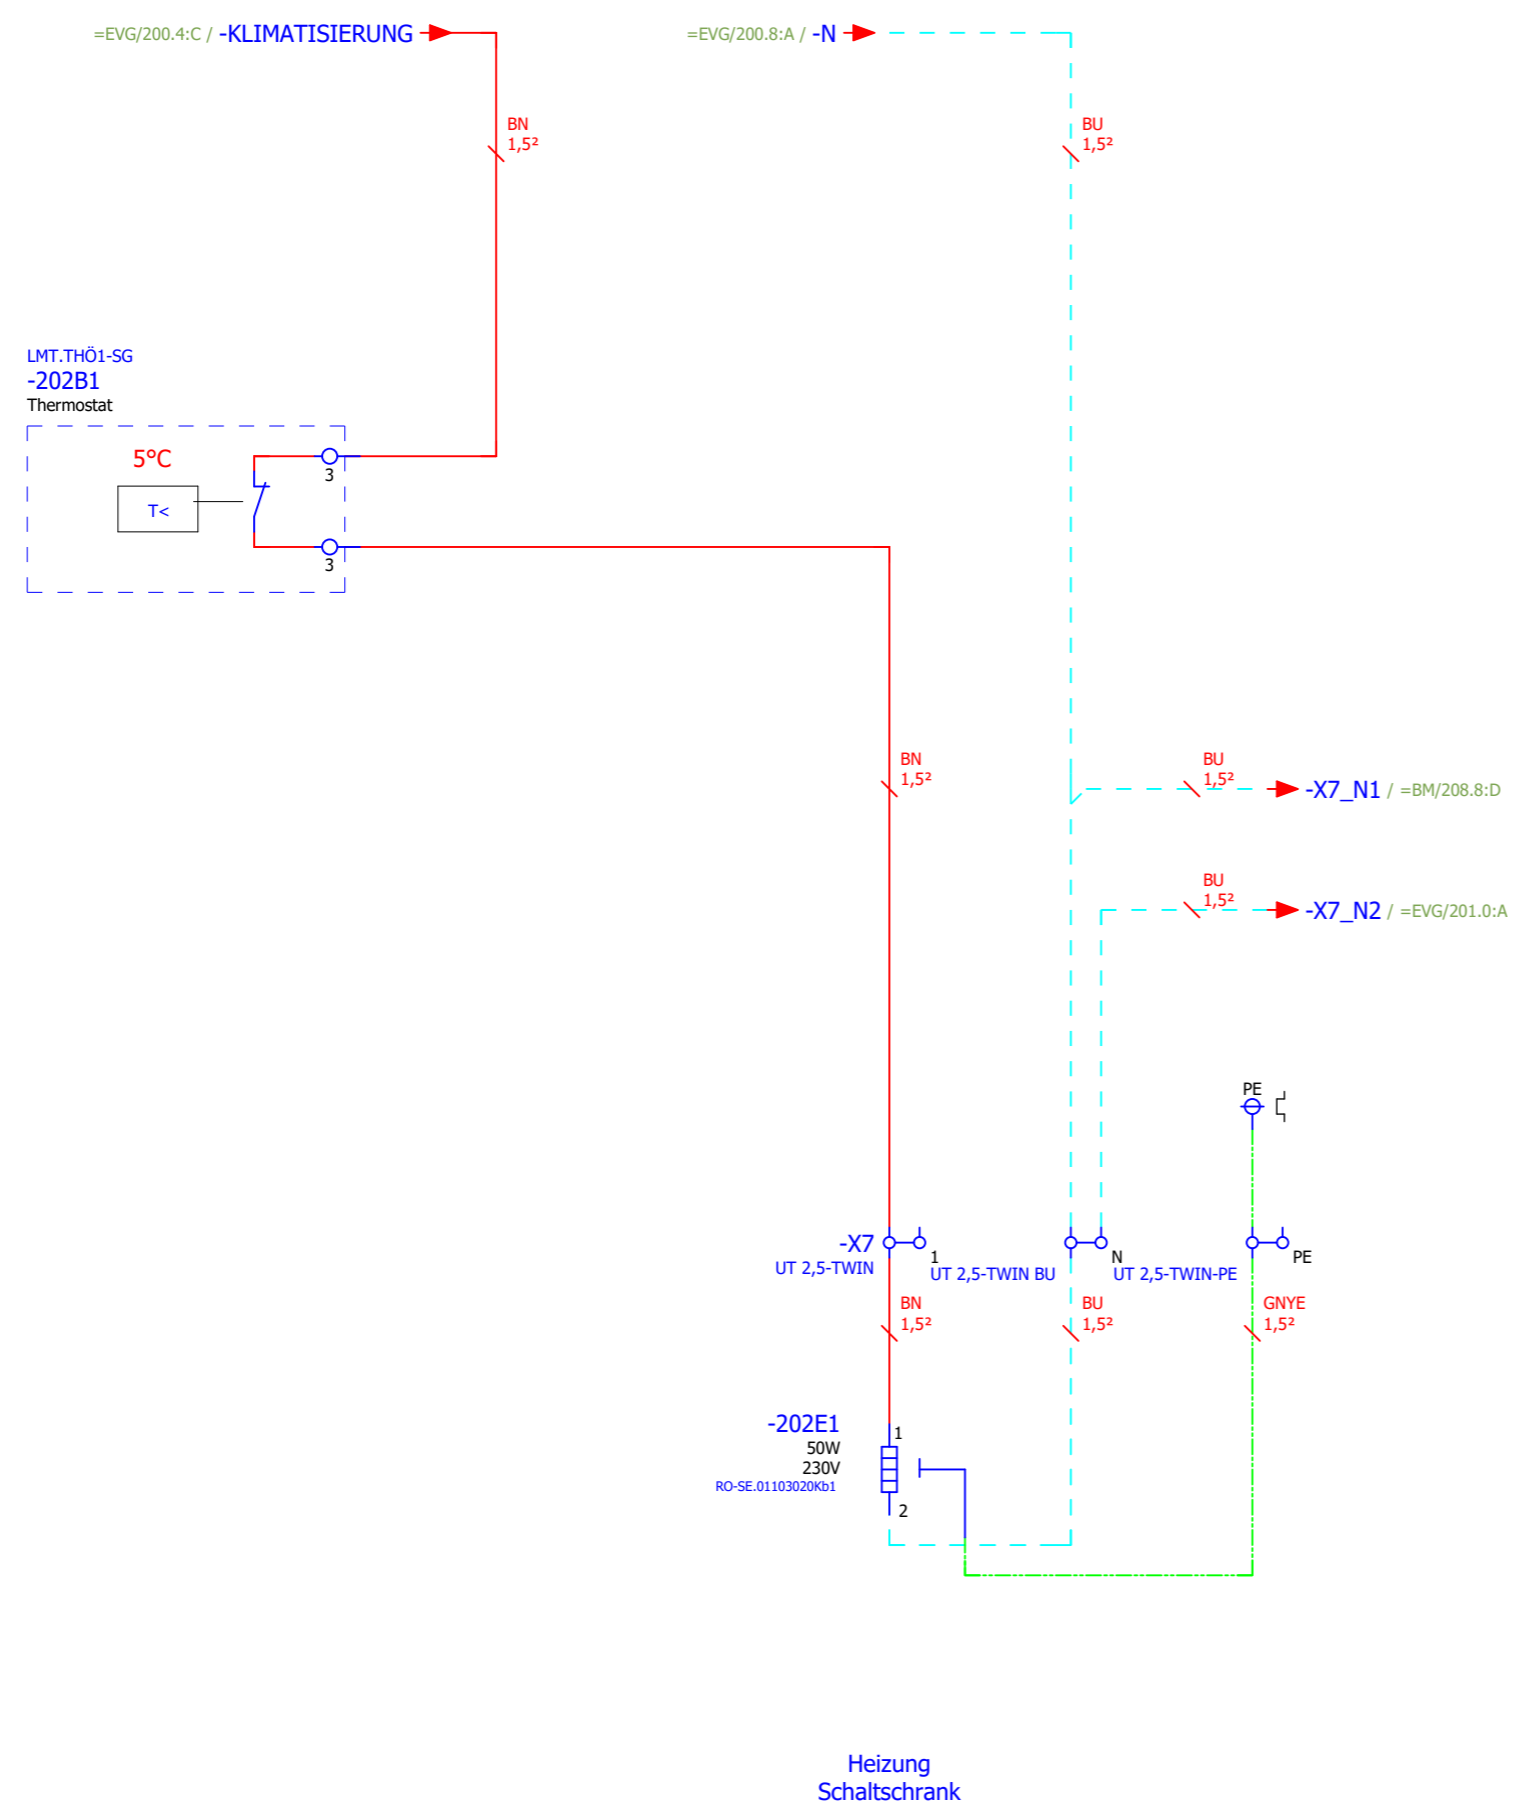 =EVG/200.4:C / -KLIMATISIERUNG
=EVG/200.8:A / -N
BN
1,5²
BU
1,5²
LMT.THÖ1-SG
-202B1
Thermostat
5°C
T<
3
3
BN
1,5²
BU
1,5²
-X7_N1 / =BM/208.8:D
BU
1,5²
-X7_N2 / =EVG/201.0:A
PE
-X7
UT 2,5-TWIN
1
UT 2,5-TWIN BU
N
UT 2,5-TWIN-PE
PE
BN
1,5²
BU
1,5²
GNYE
1,5²
-202E1
50W
230V
RO-SE.01103020Kb1
1
2
Heizung
Schaltschrank